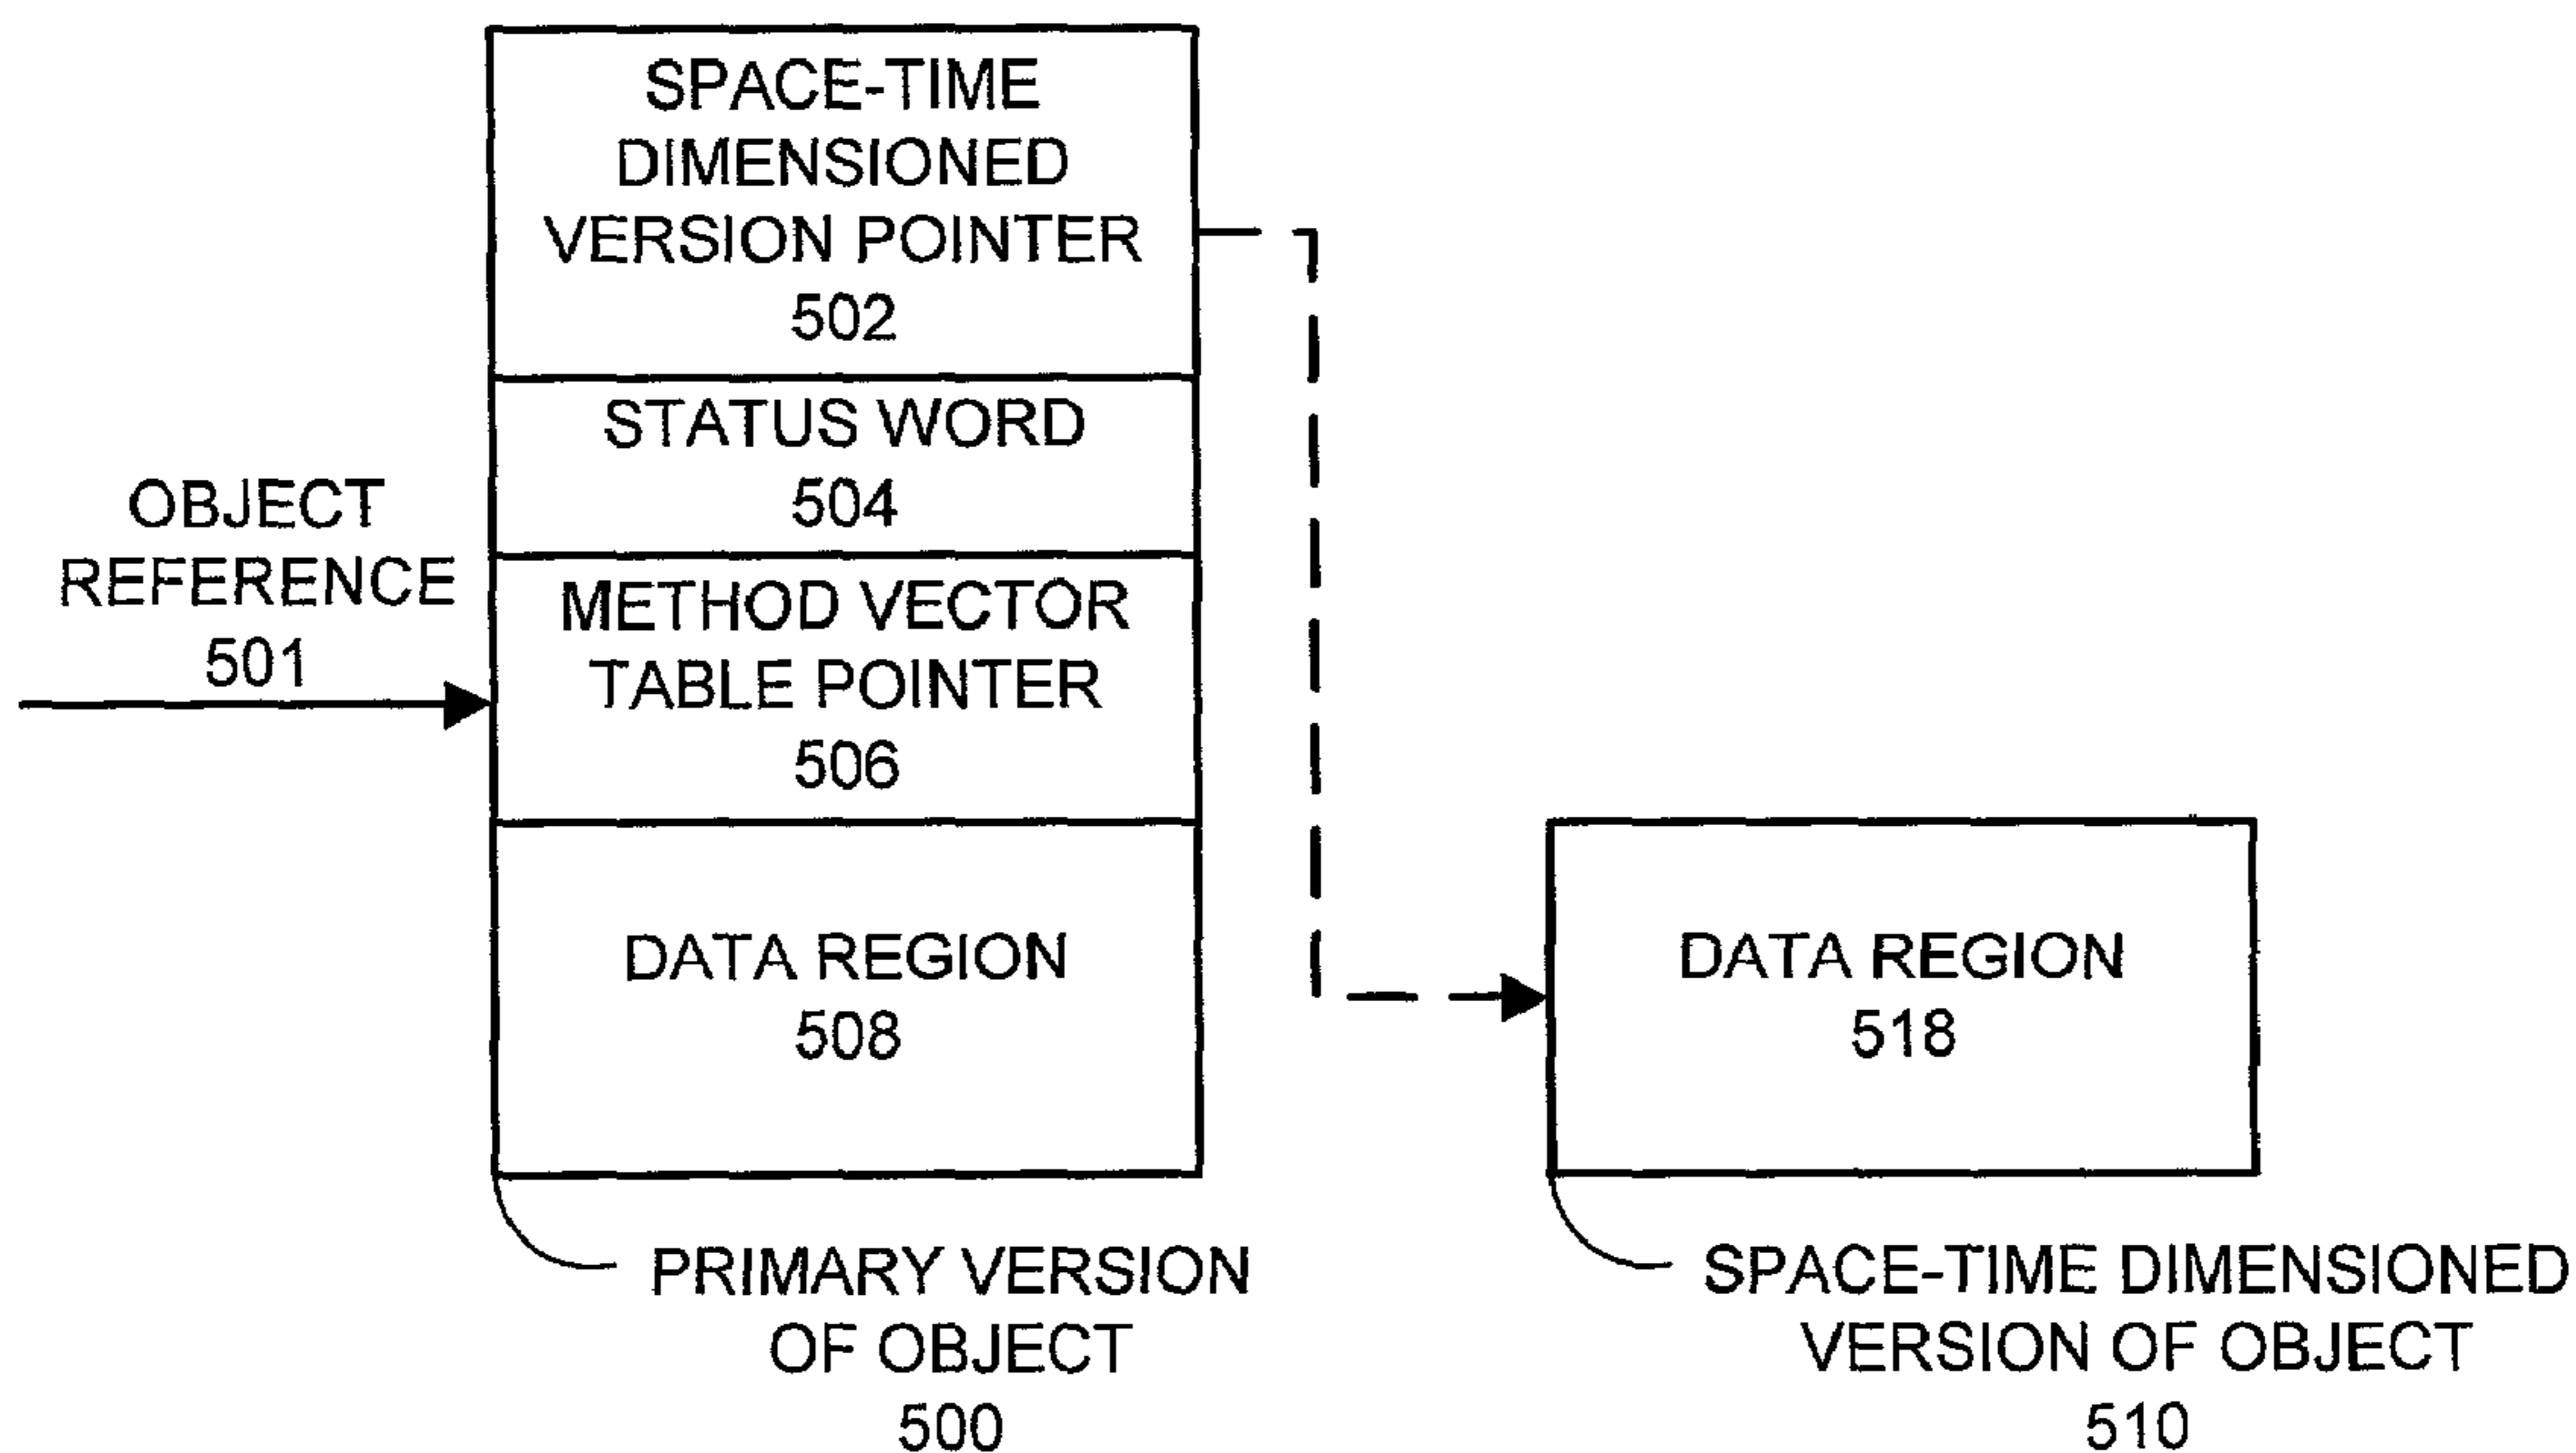 SPACE-TIME
DIMENSIONED
VERSION POINTER
502
STATUS WORD
504
OBJECT
REFERENCE
501
METHOD VECTOR
TABLE POINTER
506
DATA REGION
508
DATA REGION
518
PRIMARY VERSION
OF OBJECT
500
SPACE-TIME DIMENSIONED
VERSION OF OBJECT
510